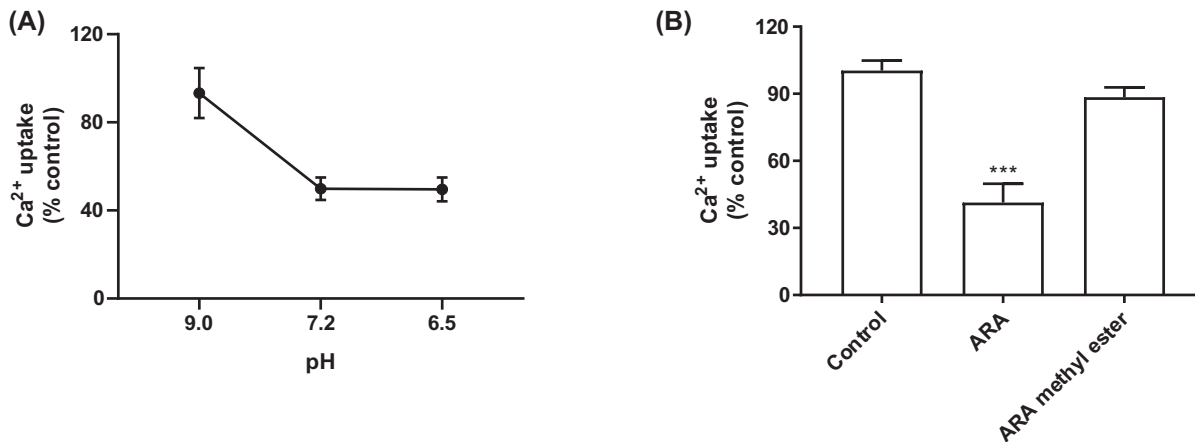 (A)
120
80
40
0
Ca2+ uptake
(% control)
9.0
7.2
6.5
pH
(B)
120
90
60
30
0
Ca2+ uptake
(% control)
***
Control
ARA
ARA methyl ester